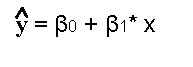 ŷ = β0 + β1* x